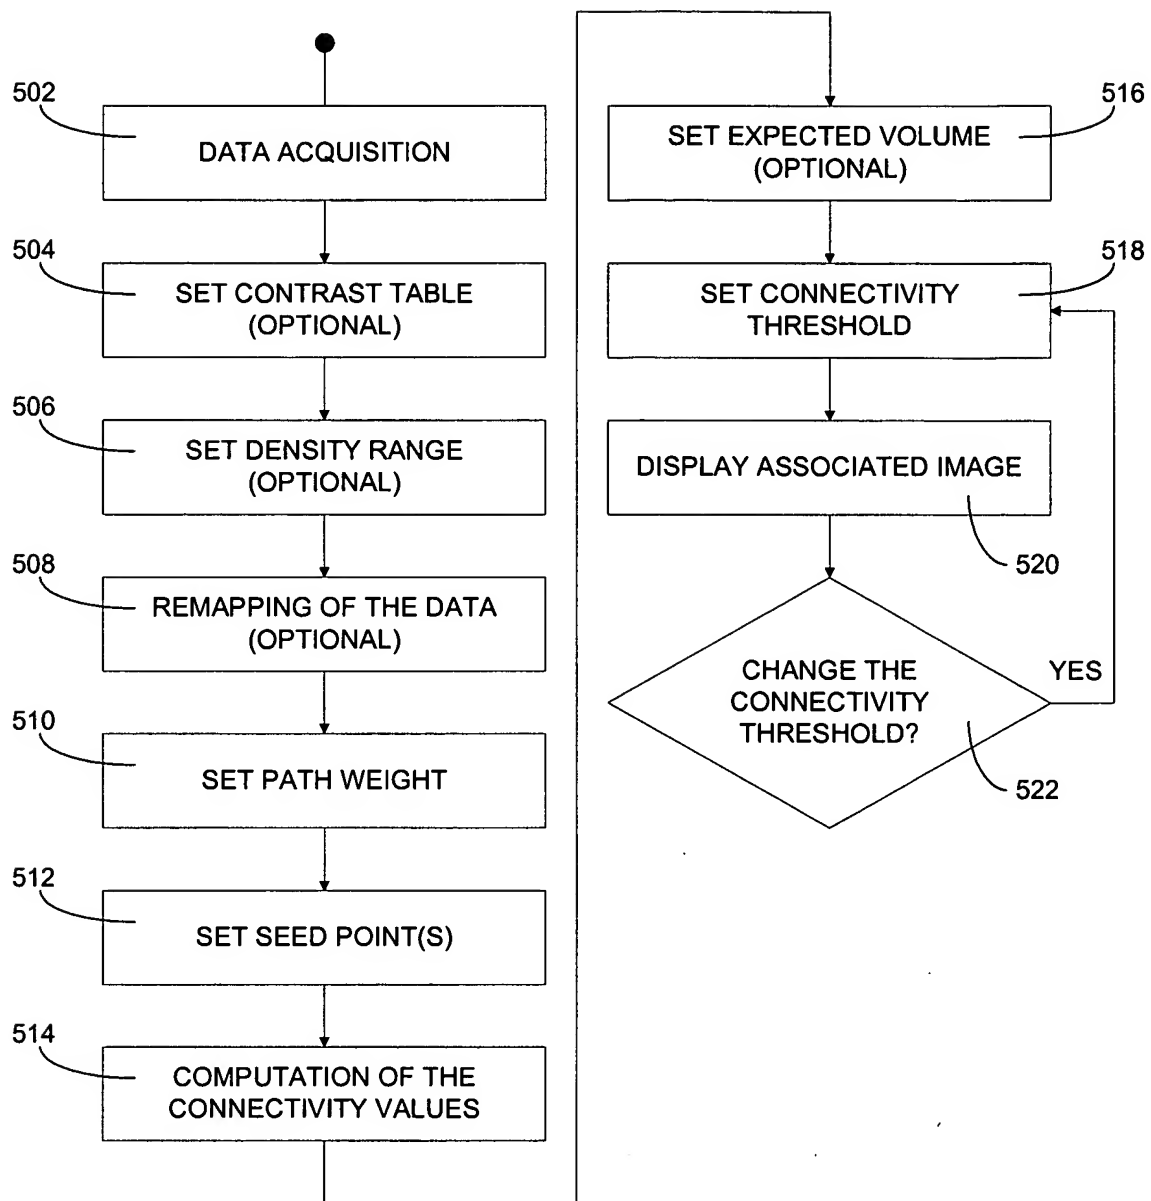 502
DATA ACQUISITION
504
SET CONTRAST TABLE
(OPTIONAL)
506
SET DENSITY RANGE
(OPTIONAL)
508
REMAPPING OF THE DATA
(OPTIONAL)
510
SET PATH WEIGHT
512
SET SEED POINT(S)
514
COMPUTATION OF THE
CONNECTIVITY VALUES
516
SET EXPECTED VOLUME
(OPTIONAL)
518
SET CONNECTIVITY
THRESHOLD
DISPLAY ASSOCIATED IMAGE
520
CHANGE THE
CONNECTIVITY
THRESHOLD?
YES
522